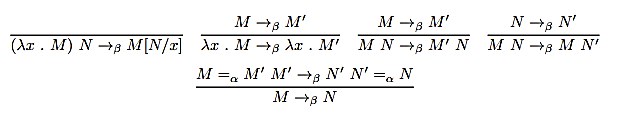 M →β M′ M →β M′ N →β N′
(λx . M) N →β M[N/x] λx . M →β λx . M′ M N →β M′ N M N →β M N′
M =α M′ M′ →β N′ N′ =α N
M →β N